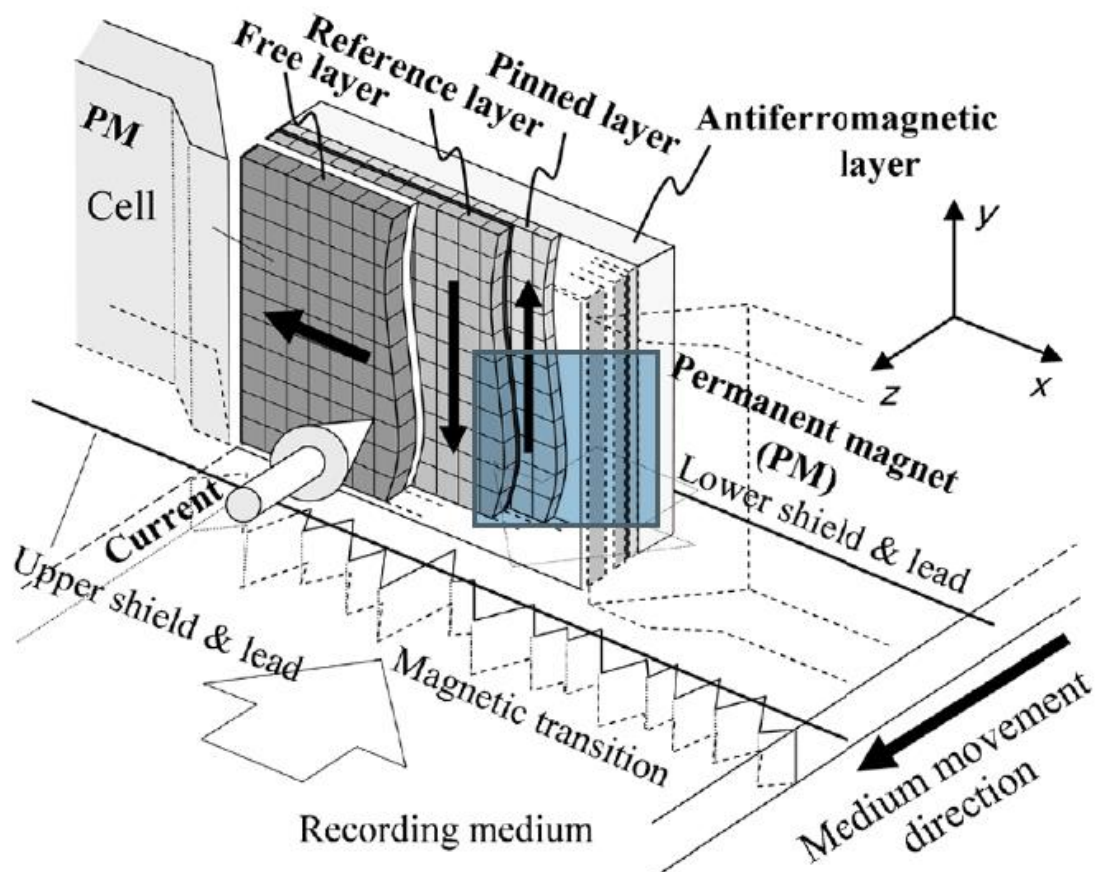 Free layer
Reference layer
Pinned layer
Antiferromagnetic
layer
PM
Cell
y
z
x
Permanent magnet
(PM)
Lower shield & lead
Current
Upper shield & lead
Magnetic transition
Medium movement
direction
Recording medium